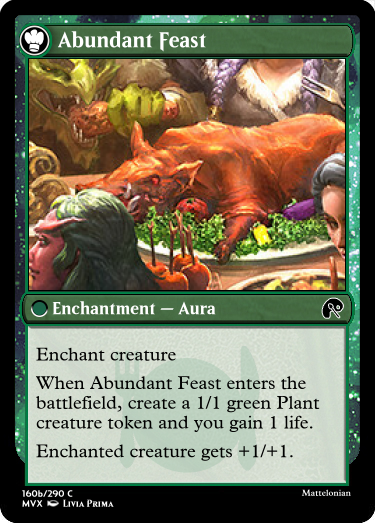 Abundant Feast
Enchantment — Aura
Enchant creature
When Abundant Feast enters the
battlefield, create a 1/1 green Plant
creature token and you gain 1 life.
Enchanted creature gets +1/+1.
160b/290 C
Mattelonian
MVX Livia Prima